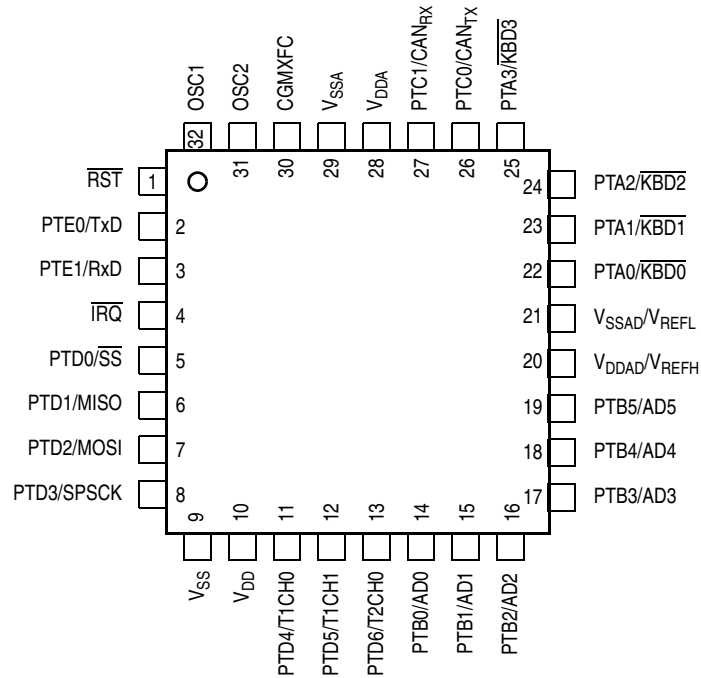 OSC1
OSC2
CGMXFC
VSSA
VDDA
PTC1/CANRX
PTC0/CANTX
PTA3/KBD3
32
31
30
29
28
27
26
25
RST
1
PTE0/TxD
2
PTE1/RxD
3
IRQ
4
PTD0/SS
5
PTD1/MISO
6
PTD2/MOSI
7
PTD3/SPSCK
8
24
PTA2/KBD2
23
PTA1/KBD1
22
PTA0/KBD0
21
VSSAD/VREFL
20
VDDAD/VREFH
19
PTB5/AD5
18
PTB4/AD4
17
PTB3/AD3
9
10
11
12
13
14
15
16
VSS
VDD
PTD4/T1CH0
PTD5/T1CH1
PTD6/T2CH0
PTB0/AD0
PTB1/AD1
PTB2/AD2